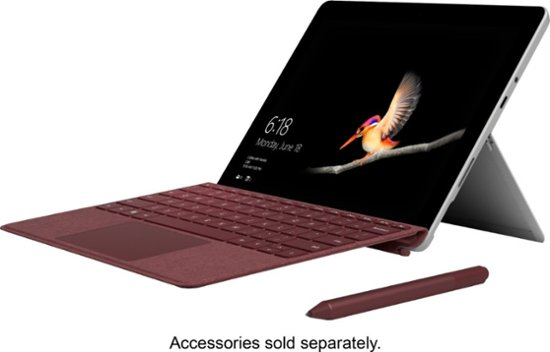 6:18
Monday, June 18
Accessories sold separately.